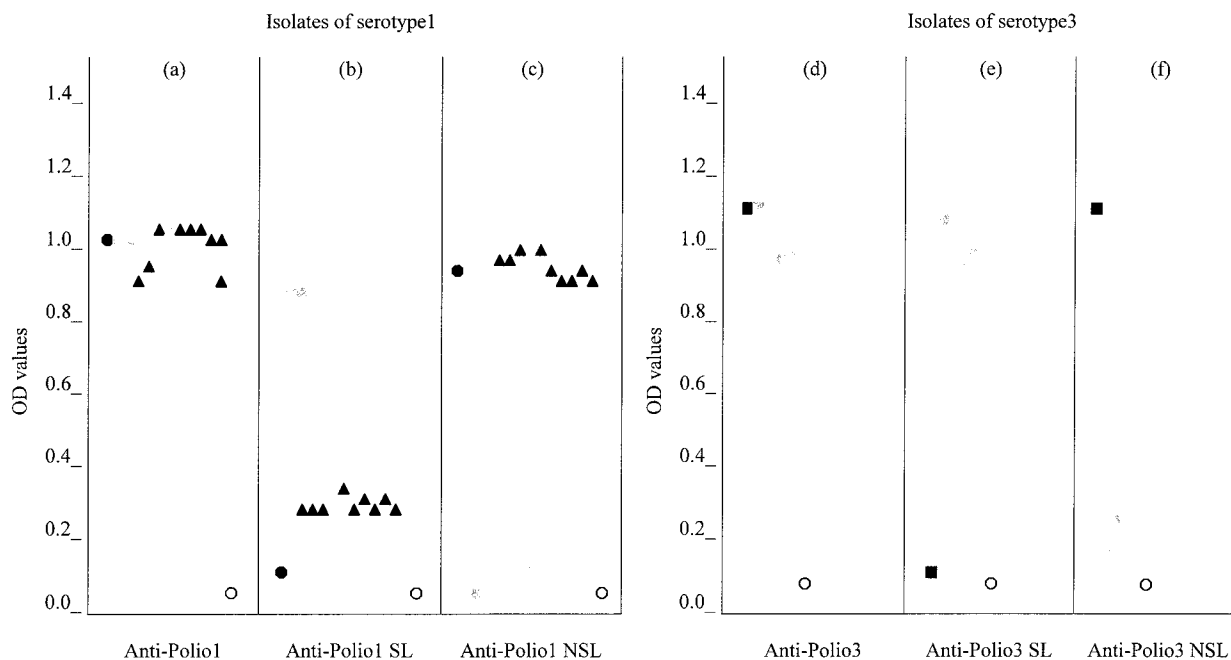 Isolates of serotype1
Isolates of serotype3
(a)
(b)
(c)
(d)
(e)
(f)
OD values
1.4
1.2
1.0
0.8
0.6
0.4
0.2
0.0
OD values
1.4
1.2
1.0
0.8
0.6
0.4
0.2
0.0
Anti-Polio1
Anti-Polio1 SL
Anti-Polio1 NSL
Anti-Polio3
Anti-Polio3 SL
Anti-Polio3 NSL